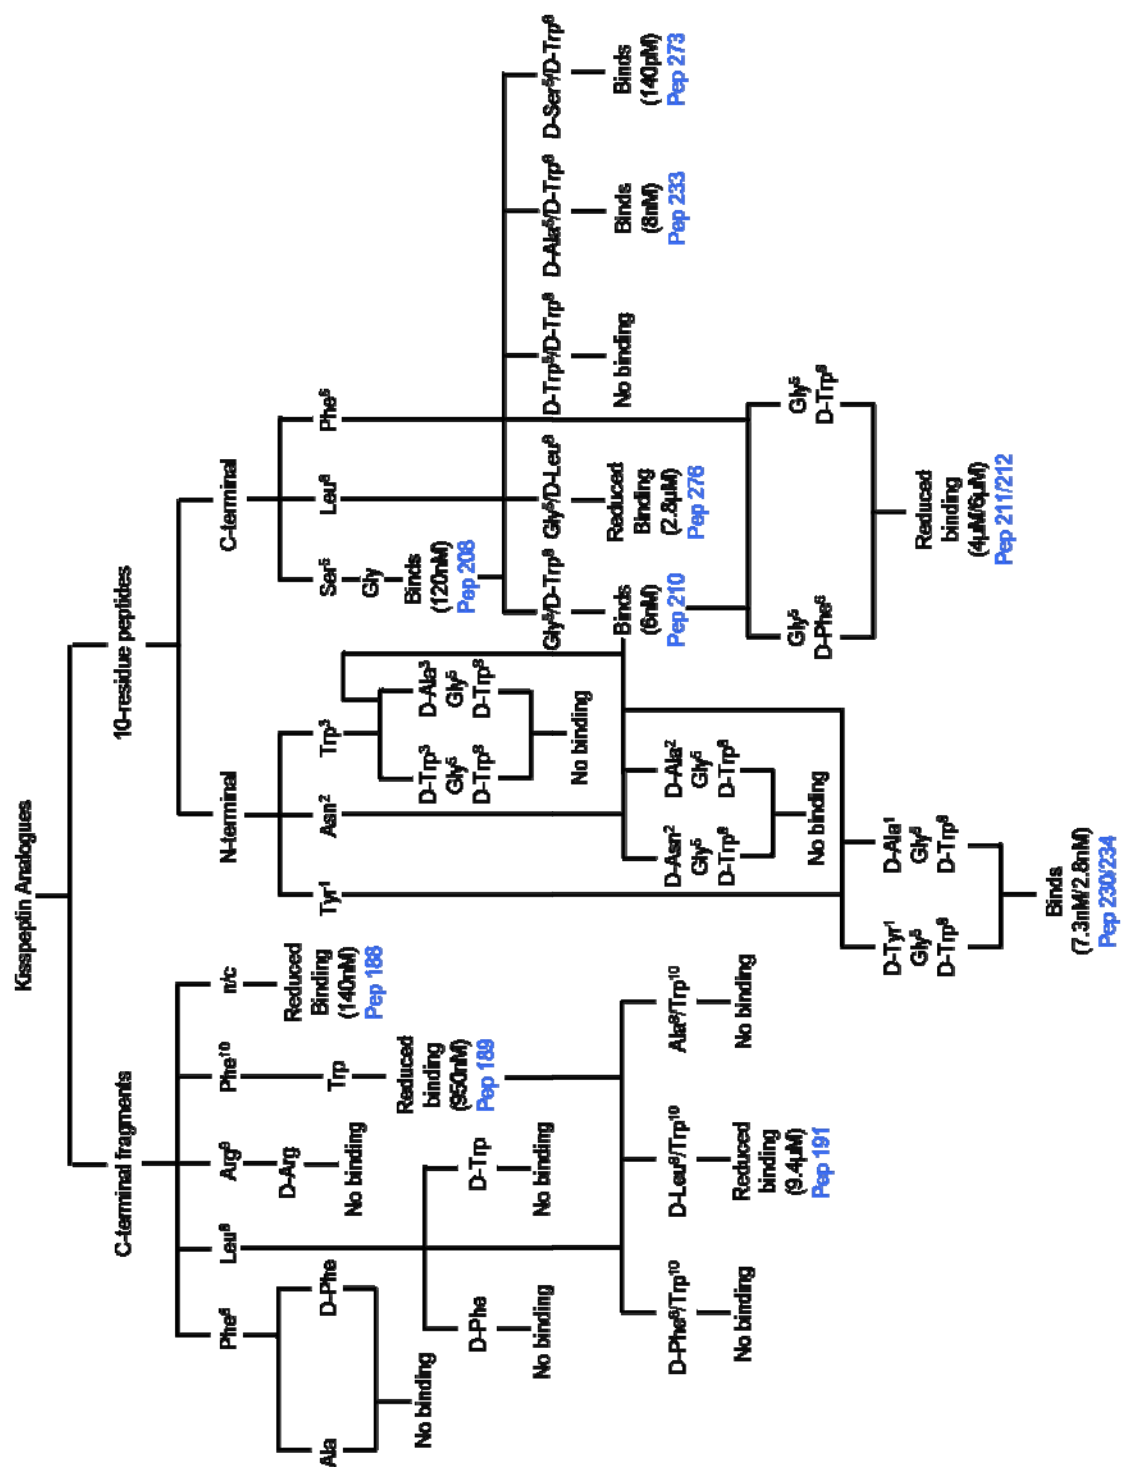 Kisspeptin Analogues
C-terminal fragments
10-residue peptides
N-terminal
C-terminal
Phe⁶
Leu⁸
Arg⁹
Phe¹⁰
n/c
Tyr¹
Asn²
Trp³
Ser⁵
Leu⁸
Phe⁶
Ala
D-Phe
No binding
D-Arg
No binding
Trp
Reduced
binding
(950nM)
Pep 189
Reduced
Binding
(140nM)
Pep 188
D-Phe
No binding
D-Trp
No binding
D-Phe⁸/Trp¹⁰
No binding
D-Leu⁸/Trp¹⁰
Reduced
binding
(9.4µM)
Pep 191
Ala⁸/Trp¹⁰
No binding
D-Trp³
Gly⁵
D-Trp⁸
D-Ala³
Gly⁵
D-Trp⁸
No binding
D-Asn²
Gly⁵
D-Trp⁸
D-Ala²
Gly⁵
D-Trp⁸
No binding
D-Tyr¹
Gly⁵
D-Trp⁸
D-Ala¹
Gly⁵
D-Trp⁸
Binds
(7.3nM/2.8nM)
Pep 230/234
Gly
Binds
(120nM)
Pep 208
Gly⁵/D-Trp⁸
Binds
(6nM)
Pep 210
Gly⁵/D-Leu⁸
Reduced
Binding
(2.8µM)
Pep 276
D-Trp⁵/D-Trp⁸
No binding
D-Ala⁵/D-Trp⁸
Binds
(8nM)
Pep 233
D-Ser⁵/D-Trp⁸
Binds
(140pM)
Pep 273
Gly⁵
D-Phe⁶
Gly⁵
D-Trp⁸
Reduced
binding
(4µM/6µM)
Pep 211/212